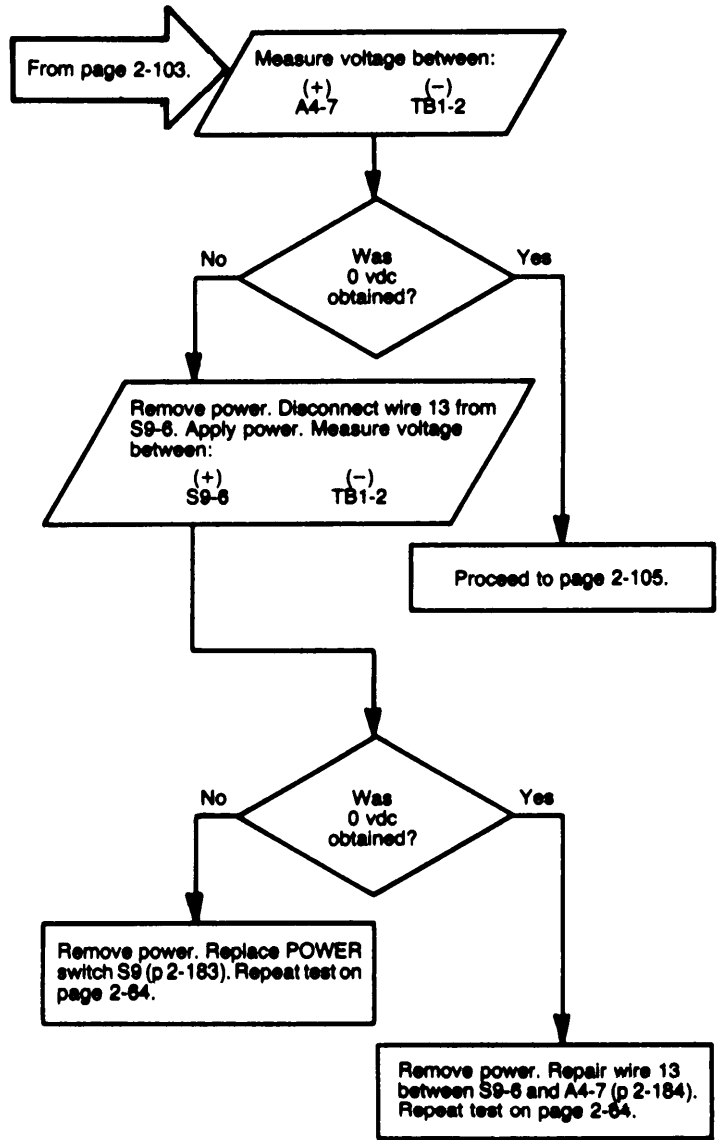 From page 2-103.
Measure voltage between:
(+) (−)
A4-7 TB1-2
Was
0 vdc
obtained?
No
Yes
Remove power. Disconnect wire 13 from
S9-6. Apply power. Measure voltage
between:
(+) (−)
S9-6 TB1-2
Proceed to page 2-105.
Was
0 vdc
obtained?
No
Yes
Remove power. Replace POWER
switch S9 (p 2-183). Repeat test on
page 2-64.
Remove power. Repair wire 13
between S9-6 and A4-7 (p 2-184).
Repeat test on page 2-64.